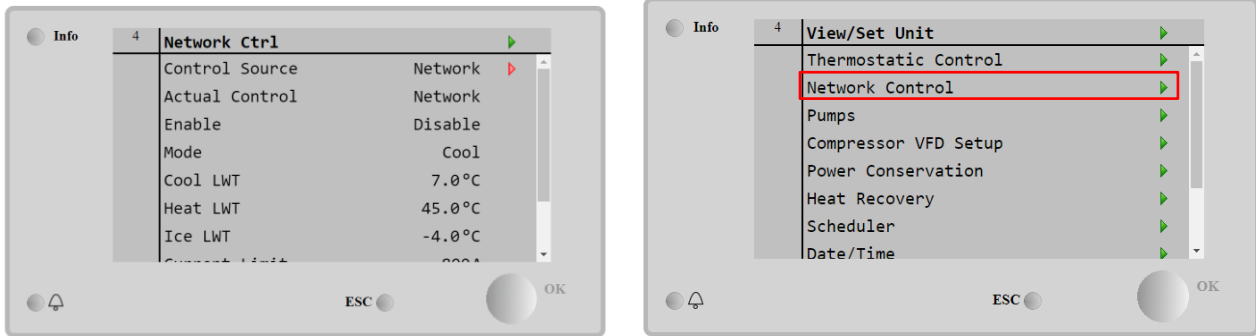 Info
4 Network Ctrl
Control Source Network
Actual Control Network
Enable Disable
Mode Cool
Cool LWT 7.0°C
Heat LWT 45.0°C
Ice LWT -4.0°C
ESC
OK
Info
4 View/Set Unit
Thermostatic Control
Network Control
Pumps
Compressor VFD Setup
Power Conservation
Heat Recovery
Scheduler
Date/Time
ESC
OK